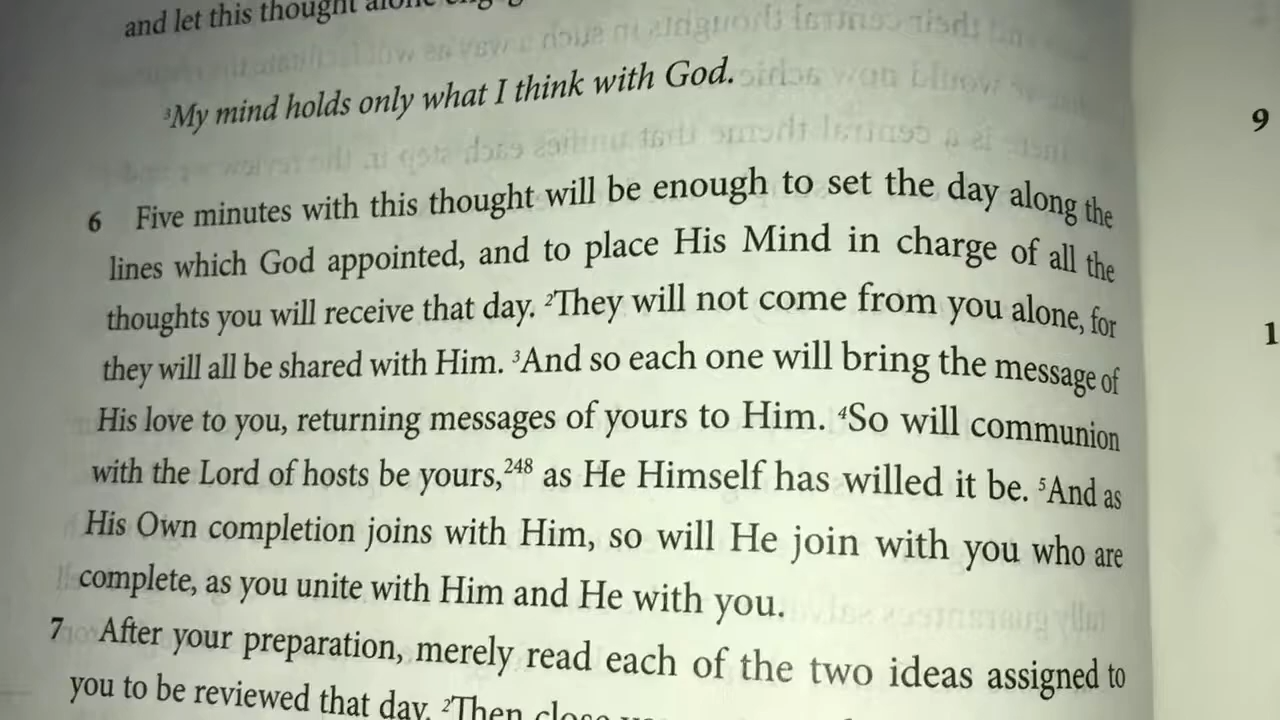 and let this thought alone
³My mind holds only what I think with God.
6 Five minutes with this thought will be enough to set the day along the
lines which God appointed, and to place His Mind in charge of all the
thoughts you will receive that day. ²They will not come from you alone, for
they will all be shared with Him. ³And so each one will bring the message of
His love to you, returning messages of yours to Him. ⁴So will communion
with the Lord of hosts be yours,²⁴⁸ as He Himself has willed it be. ⁵And as
His Own completion joins with Him, so will He join with you who are
complete, as you unite with Him and He with you.
7 After your preparation, merely read each of the two ideas assigned to
you to be reviewed that day. ²Then close
9
1